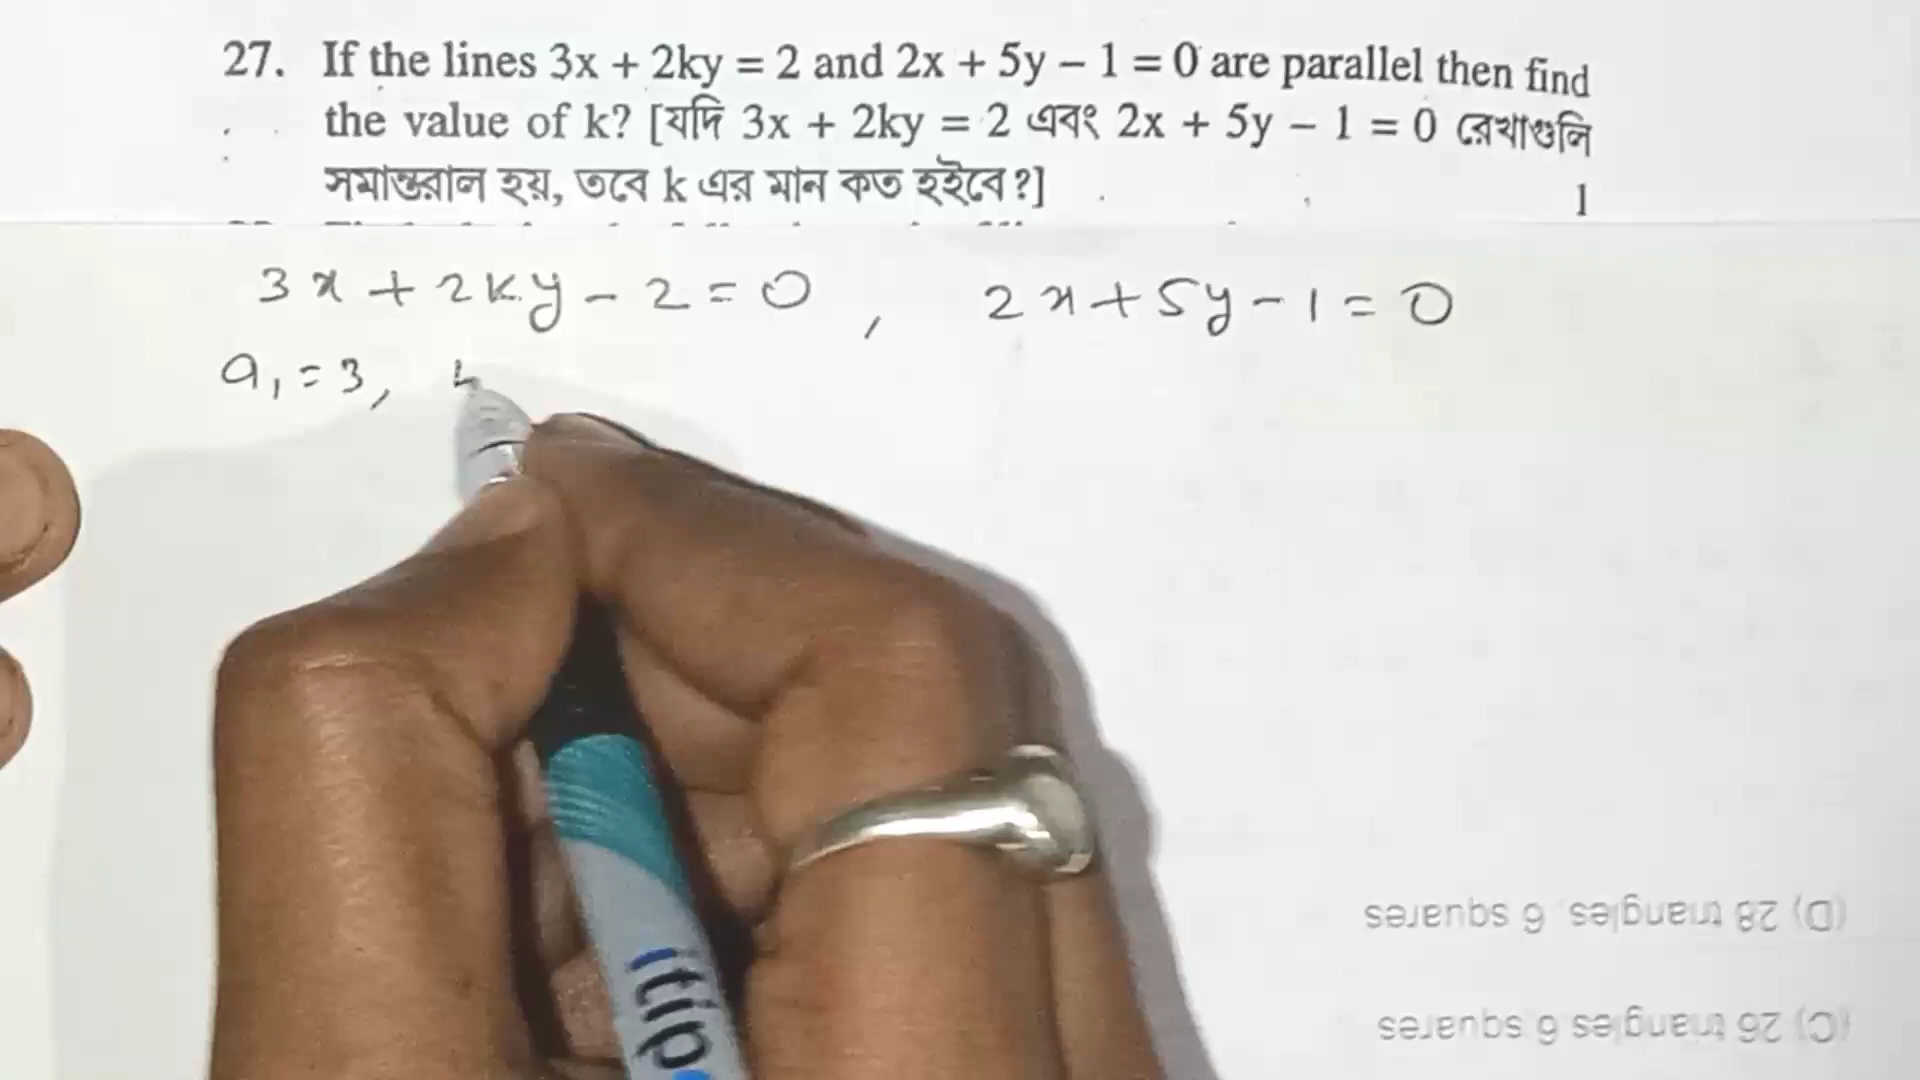 27. If the lines 3x + 2ky = 2 and 2x + 5y – 1 = 0 are parallel then find
the value of k? [যদি 3x + 2ky = 2 এবং 2x + 5y – 1 = 0 রেখাগুলি
সমান্তরাল হয়, তবে k এর মান কত হইবে?]
1
3x + 2ky – 2 = 0 , 2x + 5y – 1 = 0
a₁ = 3,
itip
(D) 28 triangles, 6 squares
(C) 26 triangles 6 squares